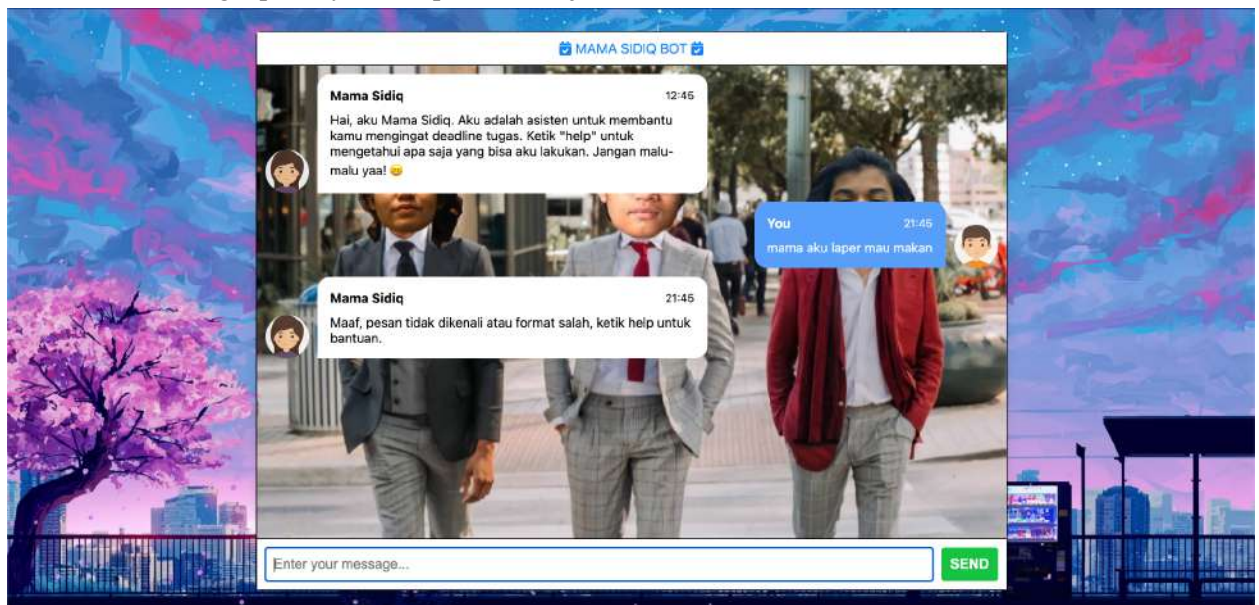 MAMA SIDIQ BOT
Mama Sidiq 12:45
Hai, aku Mama Sidiq. Aku adalah asisten untuk membantu
kamu mengingat deadline tugas. Ketik "help" untuk
mengetahui apa saja yang bisa aku lakukan. Jangan malu-
malu yaa! 😊
You 21:45
mama aku laper mau makan
Mama Sidiq 21:45
Maaf, pesan tidak dikenali atau format salah, ketik help untuk
bantuan.
Enter your message...
SEND